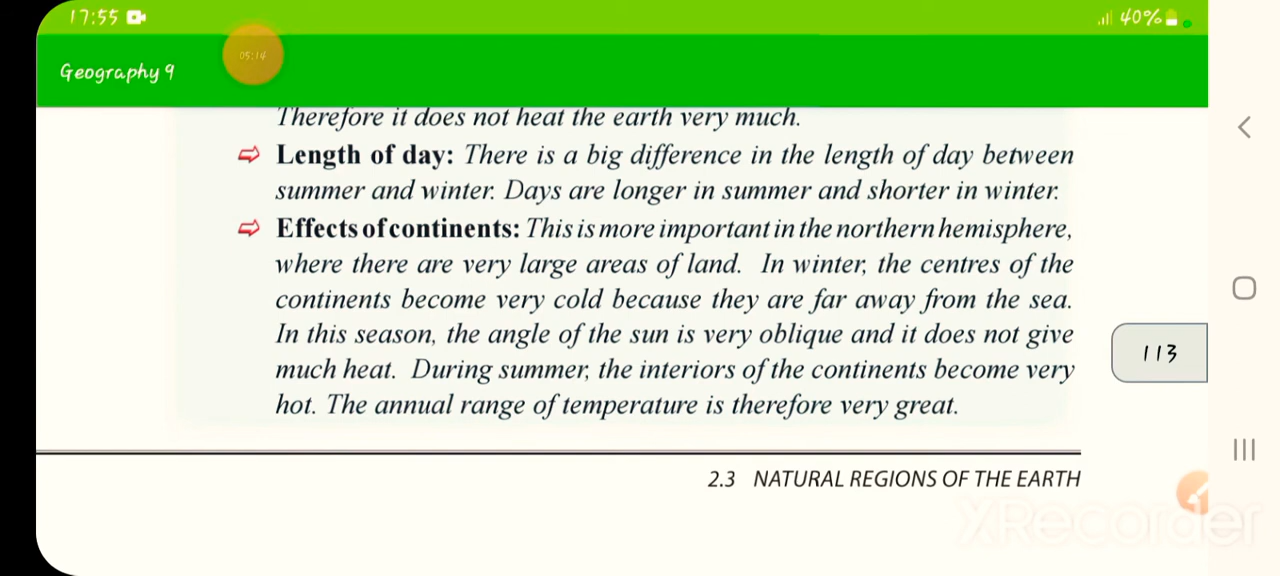 17:55
40%
05:14
Geography 9
Therefore it does not heat the earth very much.
⇨ Length of day: There is a big difference in the length of day between
summer and winter. Days are longer in summer and shorter in winter.
⇨ Effects of continents: This is more important in the northern hemisphere,
where there are very large areas of land. In winter, the centres of the
continents become very cold because they are far away from the sea.
In this season, the angle of the sun is very oblique and it does not give
much heat. During summer, the interiors of the continents become very
hot. The annual range of temperature is therefore very great.
113
2.3 NATURAL REGIONS OF THE EARTH
XRecorder